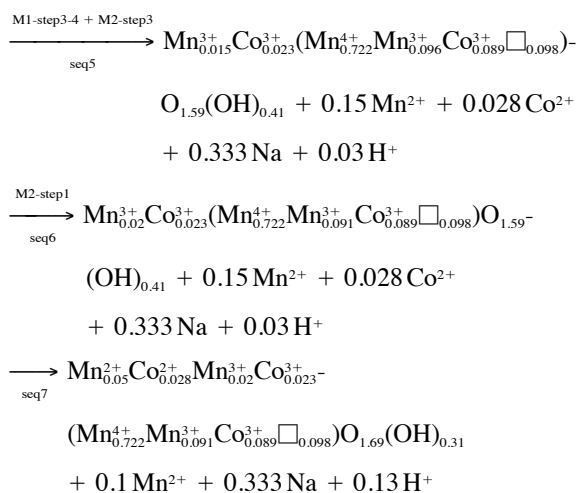 M1-step3-4 + M2-step3
⟶ Mn³⁺₀.₀₁₅Co³⁺₀.₀₂₃(Mn⁴⁺₀.₇₂₂Mn³⁺₀.₀₉₆Co³⁺₀.₀₈₉□₀.₀₉₈)-
seq5
O₁.₅₉(OH)₀.₄₁ + 0.15 Mn²⁺ + 0.028 Co²⁺
+ 0.333 Na + 0.03 H⁺
M2-step1
⟶ Mn³⁺₀.₀₂Co³⁺₀.₀₂₃(Mn⁴⁺₀.₇₂₂Mn³⁺₀.₀₉₁Co³⁺₀.₀₈₉□₀.₀₉₈)O₁.₅₉-
seq6
(OH)₀.₄₁ + 0.15 Mn²⁺ + 0.028 Co²⁺
+ 0.333 Na + 0.03 H⁺
⟶ Mn²⁺₀.₀₅Co²⁺₀.₀₂₈Mn³⁺₀.₀₂Co³⁺₀.₀₂₃-
seq7
(Mn⁴⁺₀.₇₂₂Mn³⁺₀.₀₉₁Co³⁺₀.₀₈₉□₀.₀₉₈)O₁.₆₉(OH)₀.₃₁
+ 0.1 Mn²⁺ + 0.333 Na + 0.13 H⁺